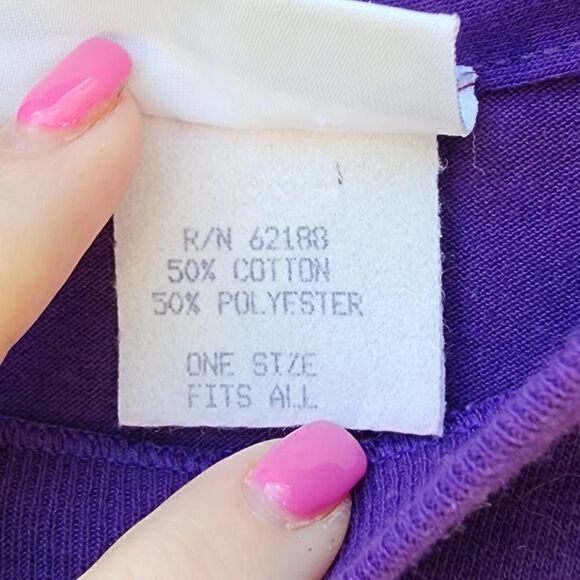 R/N 62188
50% COTTON
50% POLYESTER
ONE SIZE
FITS ALL